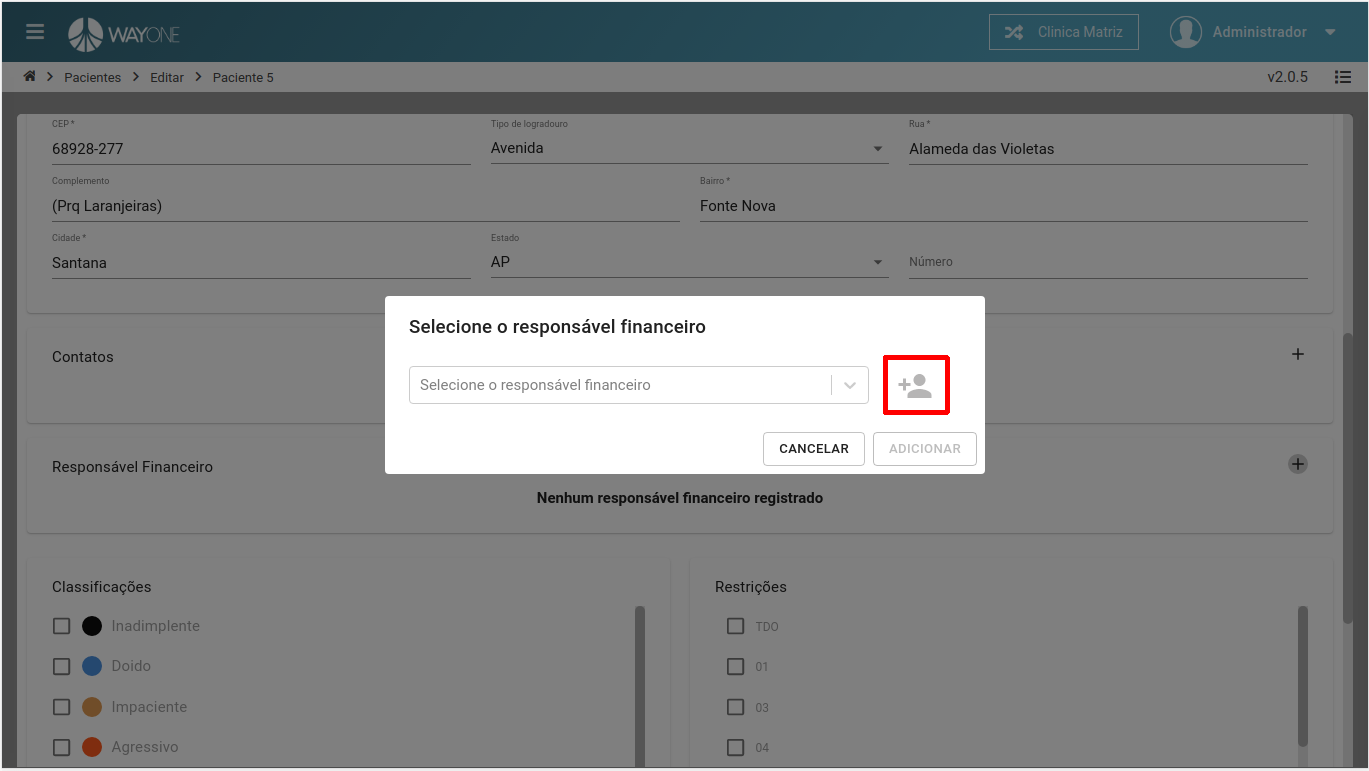 WAYONE
Clinica Matriz
Administrador
Pacientes
Editar
Paciente 5
v2.0.5
CEP *
Tipo de logradouro
Rua *
68928-277
Avenida
Alameda das Violetas
Complemento
Bairro *
(Prq Laranjeiras)
Fonte Nova
Cidade *
Estado
Santana
AP
Número
Selecione o responsável financeiro
Contatos
Selecione o responsável financeiro
CANCELAR
ADICIONAR
Responsável Financeiro
Nenhum responsável financeiro registrado
Classificações
Restrições
Inadimplente
TDO
Doido
01
Impaciente
03
Agressivo
04